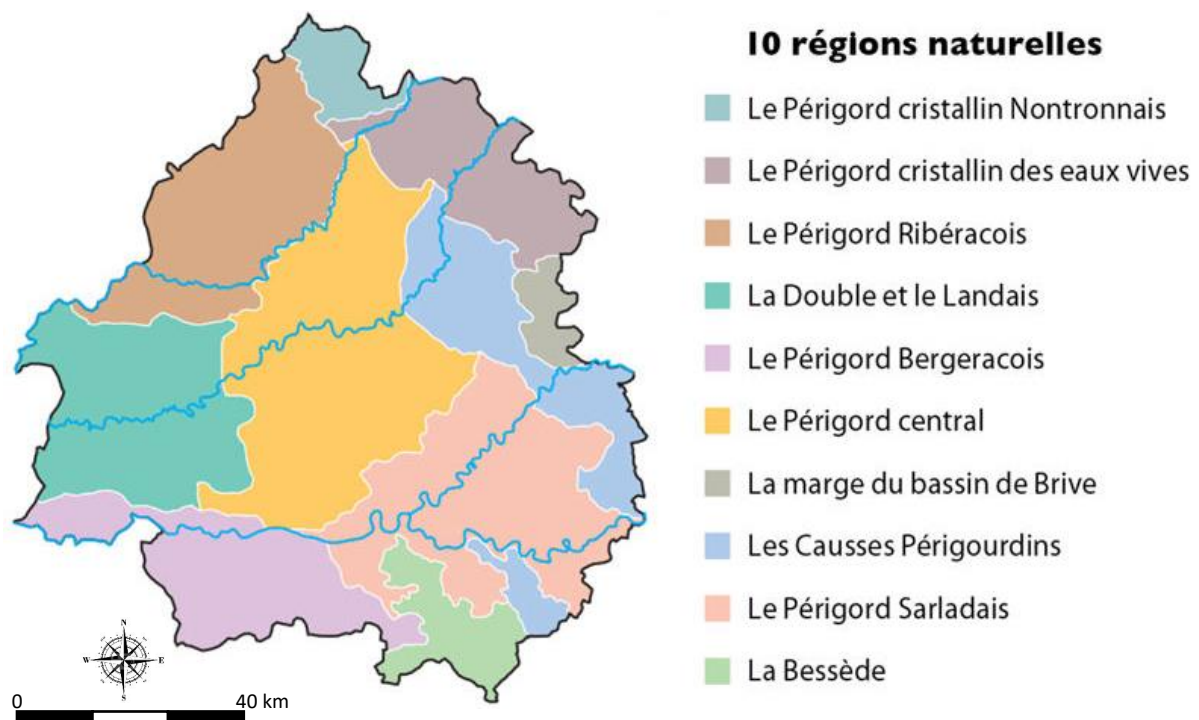 10 régions naturelles
Le Périgord cristallin Nontronnais
Le Périgord cristallin des eaux vives
Le Périgord Ribéracois
La Double et le Landais
Le Périgord Bergeracois
Le Périgord central
La marge du bassin de Brive
Les Causses Périgourdins
Le Périgord Sarladais
La Bessède
N
W E
S
0 40 km